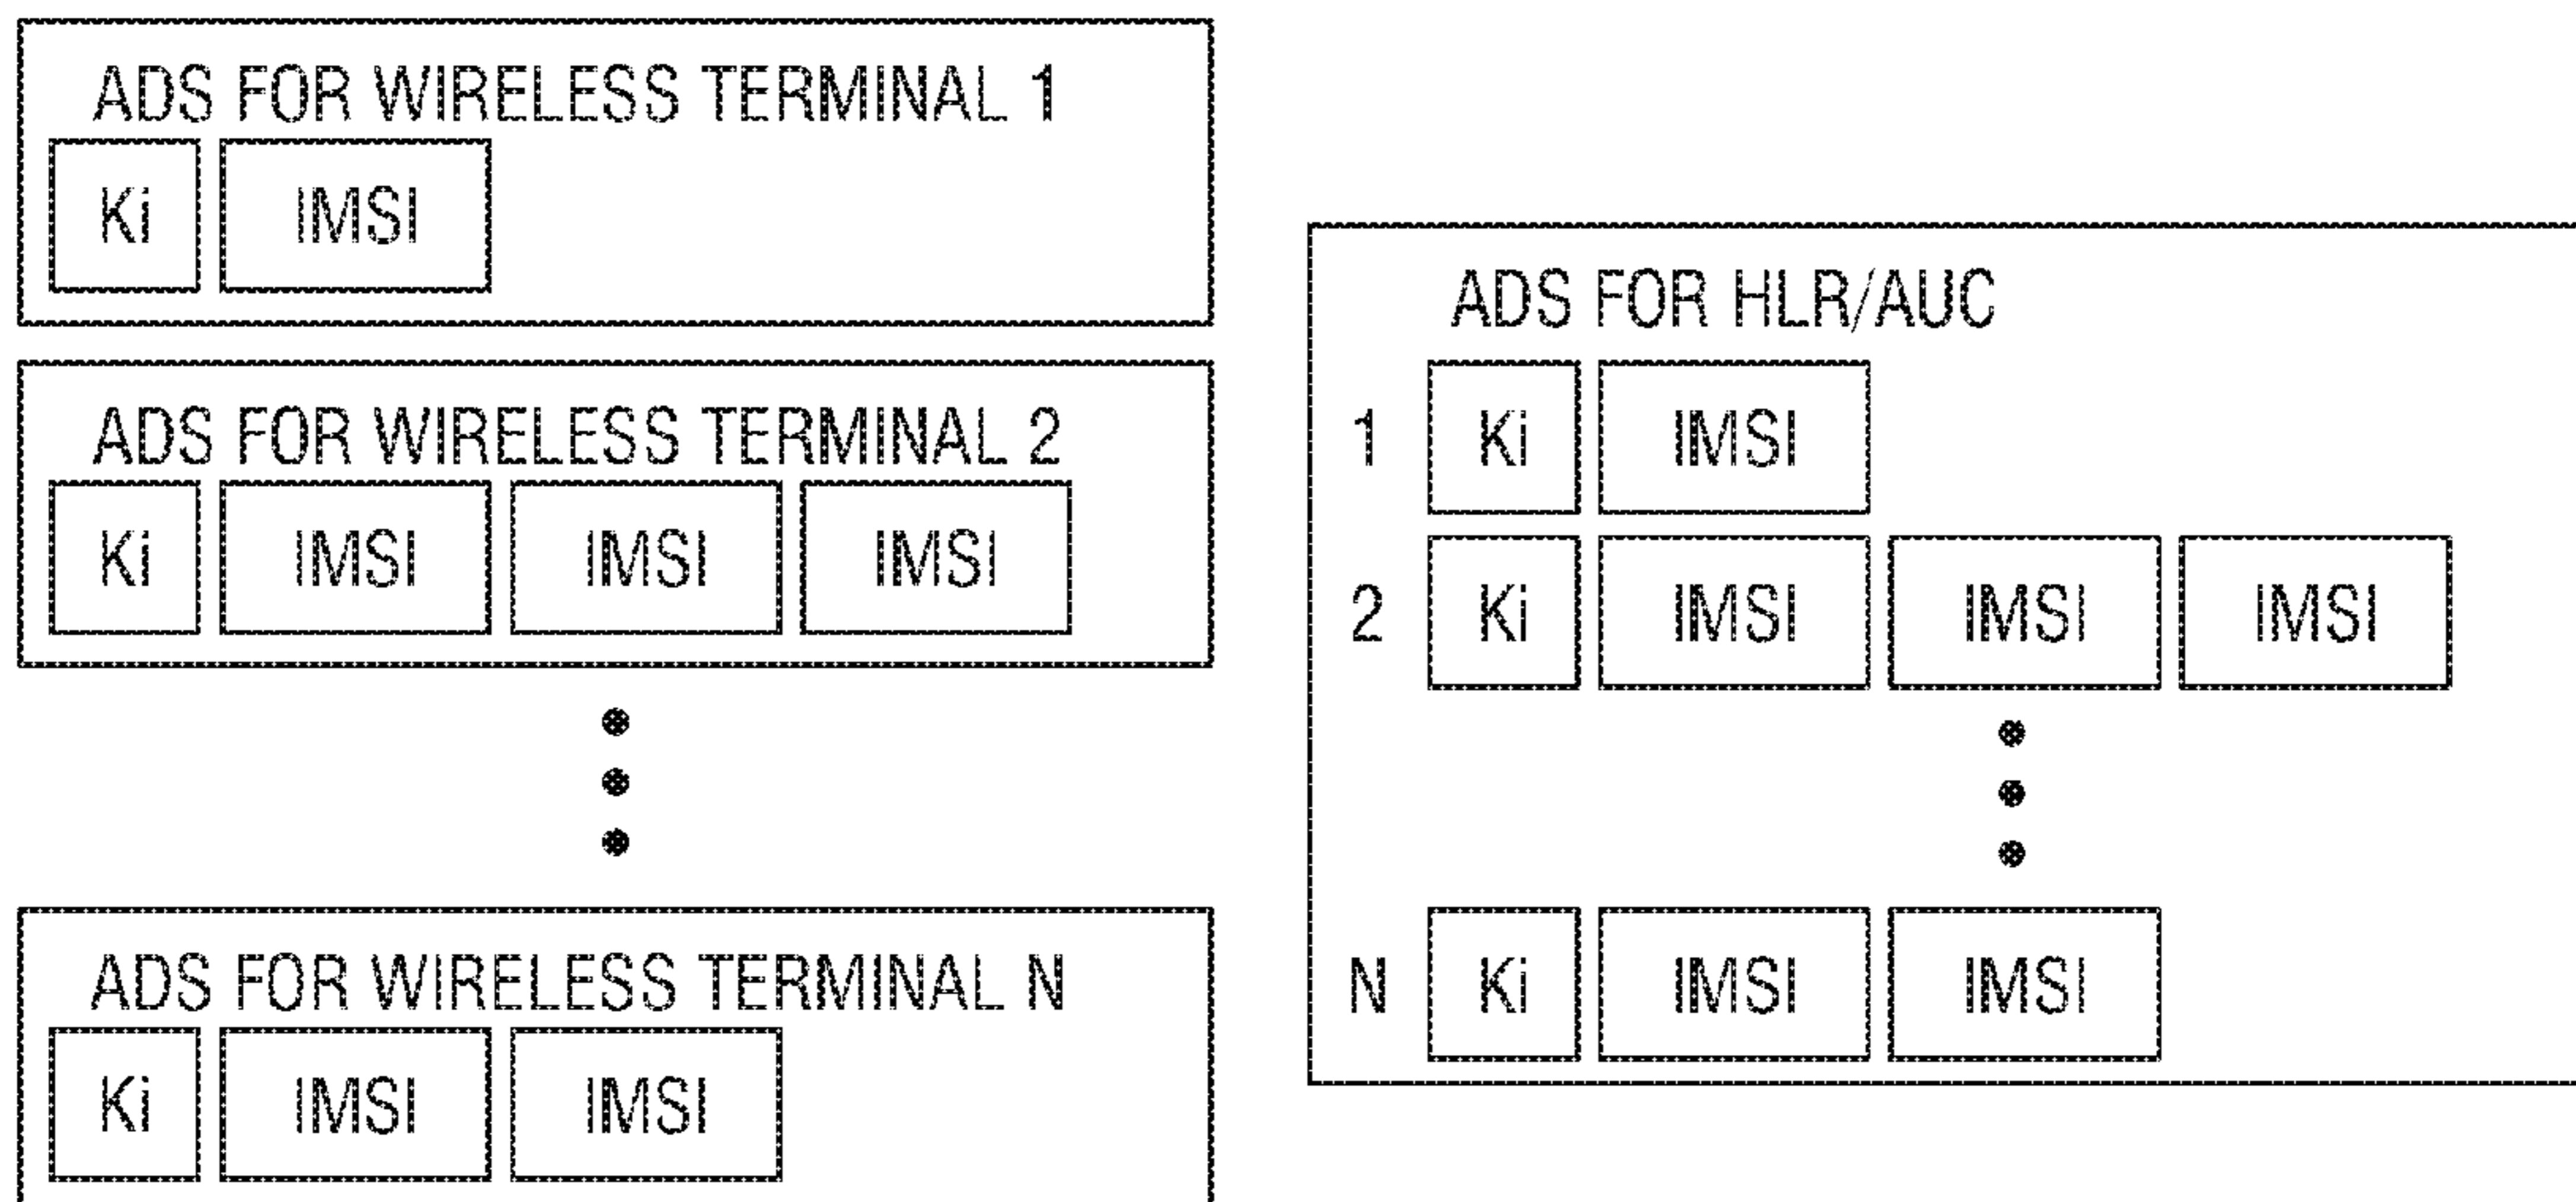 ADS FOR WIRELESS TERMINAL 1
Ki IMSI
ADS FOR WIRELESS TERMINAL 2
Ki IMSI IMSI IMSI
ADS FOR WIRELESS TERMINAL N
Ki IMSI IMSI
ADS FOR HLR/AUC
1 Ki IMSI
2 Ki IMSI IMSI IMSI
N Ki IMSI IMSI